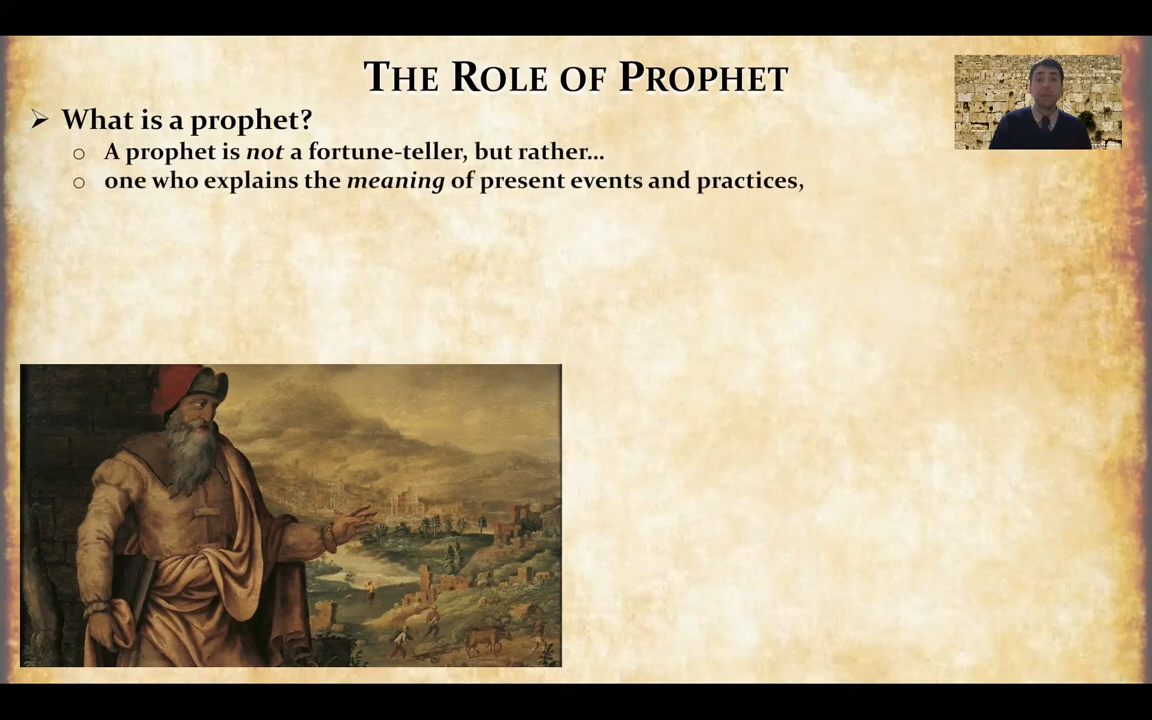 The Role of Prophet
What is a prophet?
A prophet is not a fortune-teller, but rather...
one who explains the meaning of present events and practices,